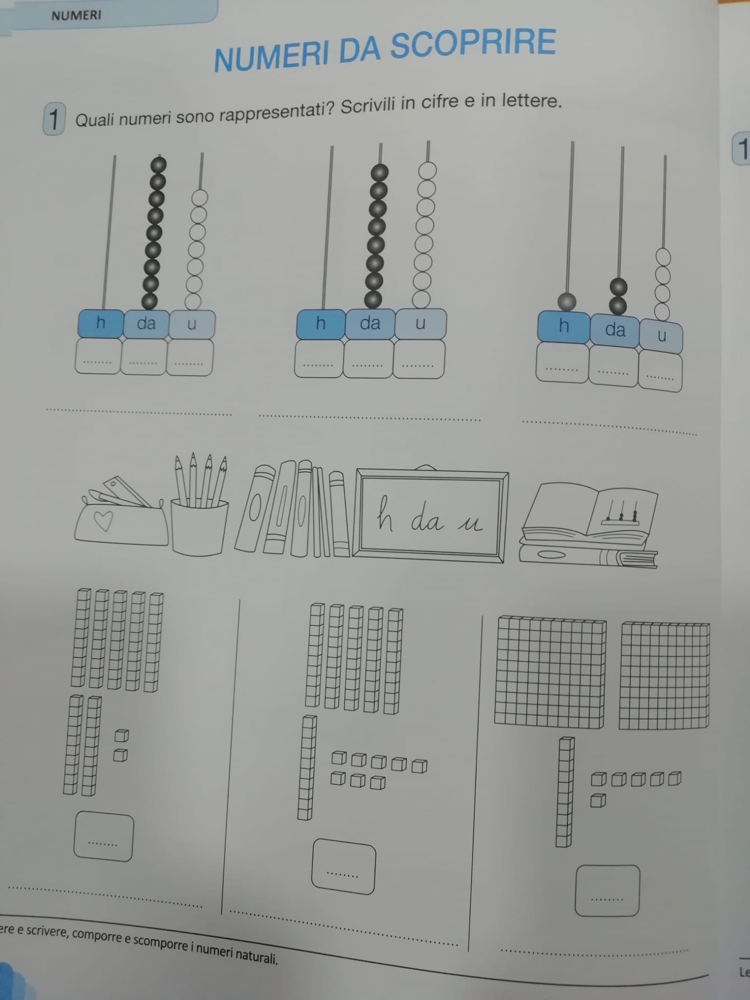 NUMERI
NUMERI DA SCOPRIRE
1 Quali numeri sono rappresentati? Scrivili in cifre e in lettere.
1
h da u
h da u
h da u
........ ........ ........
........ ........ ........
........ ........ ........
h da u
........
........
........
e scrivere, comporre e scomporre i numeri naturali.